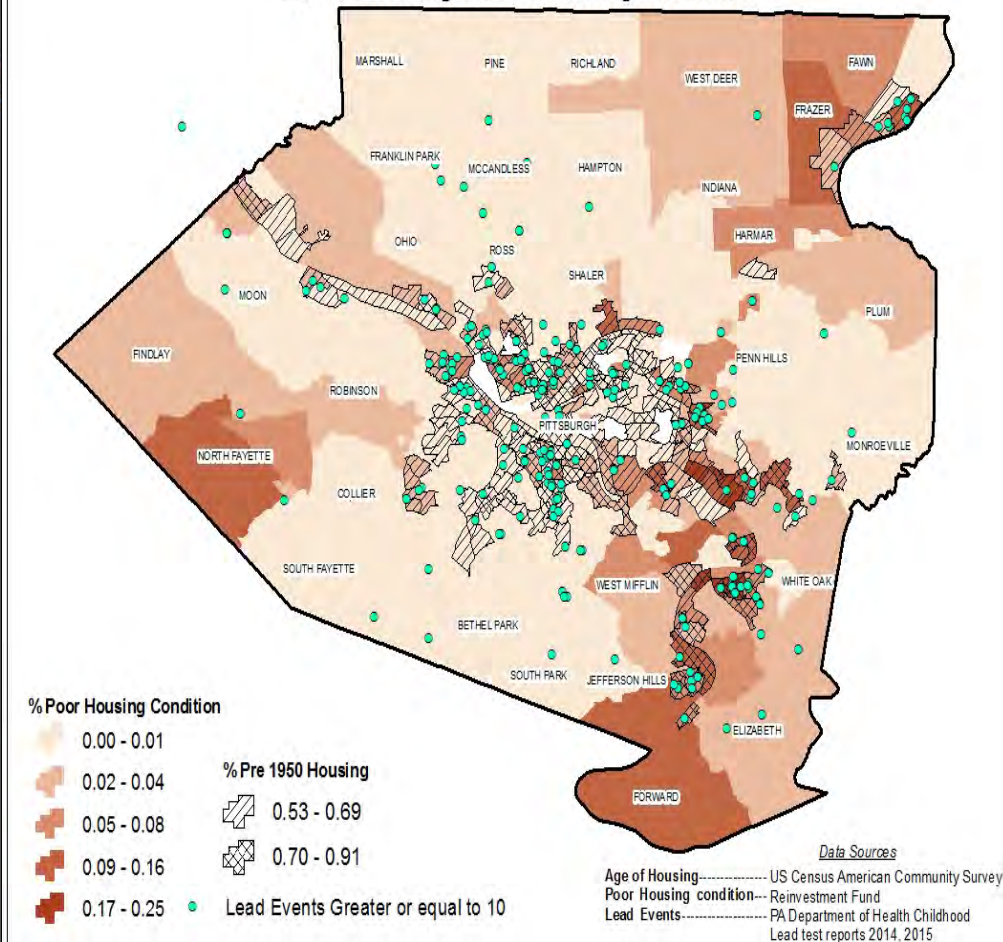 MARSHALL
PINE
RICHLAND
WEST DEER
FAWN
FRAZER
FRANKLIN PARK
MCCANDLESS
HAMPTON
INDIANA
HARMAR
OHIO
ROSS
SHALER
MOON
PLUM
FINDLAY
PENN HILLS
ROBINSON
PITTSBURGH
MONROEVILLE
NORTH FAYETTE
COLLIER
SOUTH FAYETTE
WEST MIFFLIN
WHITE OAK
BETHEL PARK
SOUTH PARK
JEFFERSON HILLS
ELIZABETH
FORWARD
% Poor Housing Condition
0.00 - 0.01
0.02 - 0.04
0.05 - 0.08
0.09 - 0.16
0.17 - 0.25
% Pre 1950 Housing
0.53 - 0.69
0.70 - 0.91
Lead Events Greater or equal to 10
Data Sources
Age of Housing--------------- US Census American Community Survey
Poor Housing condition--- Reinvestment Fund
Lead Events------------------- PA Department of Health Childhood
Lead test reports 2014, 2015